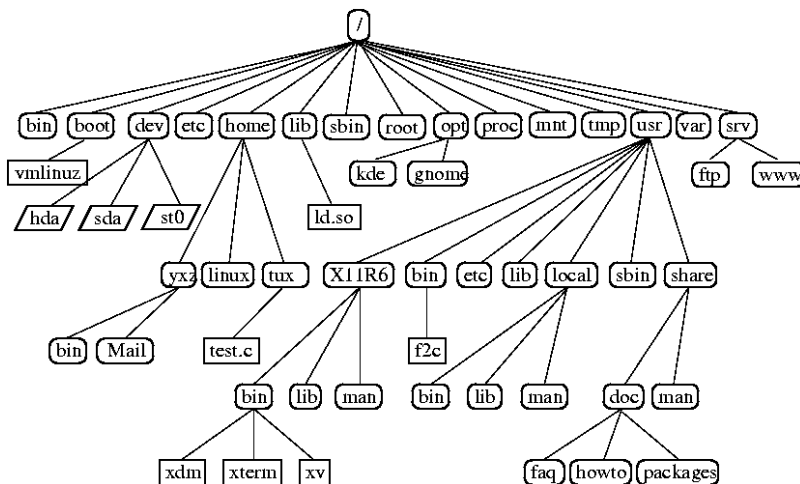 /
bin boot dev etc home lib sbin root opt proc mnt tmp usr var srv
vmlinuz kde gnome ftp www
hda sda st0 ld.so
yxz linux tux X11R6 bin etc lib local sbin share
bin Mail test.c f2c
bin lib man bin lib man doc man
xdm xterm xv faq howto packages